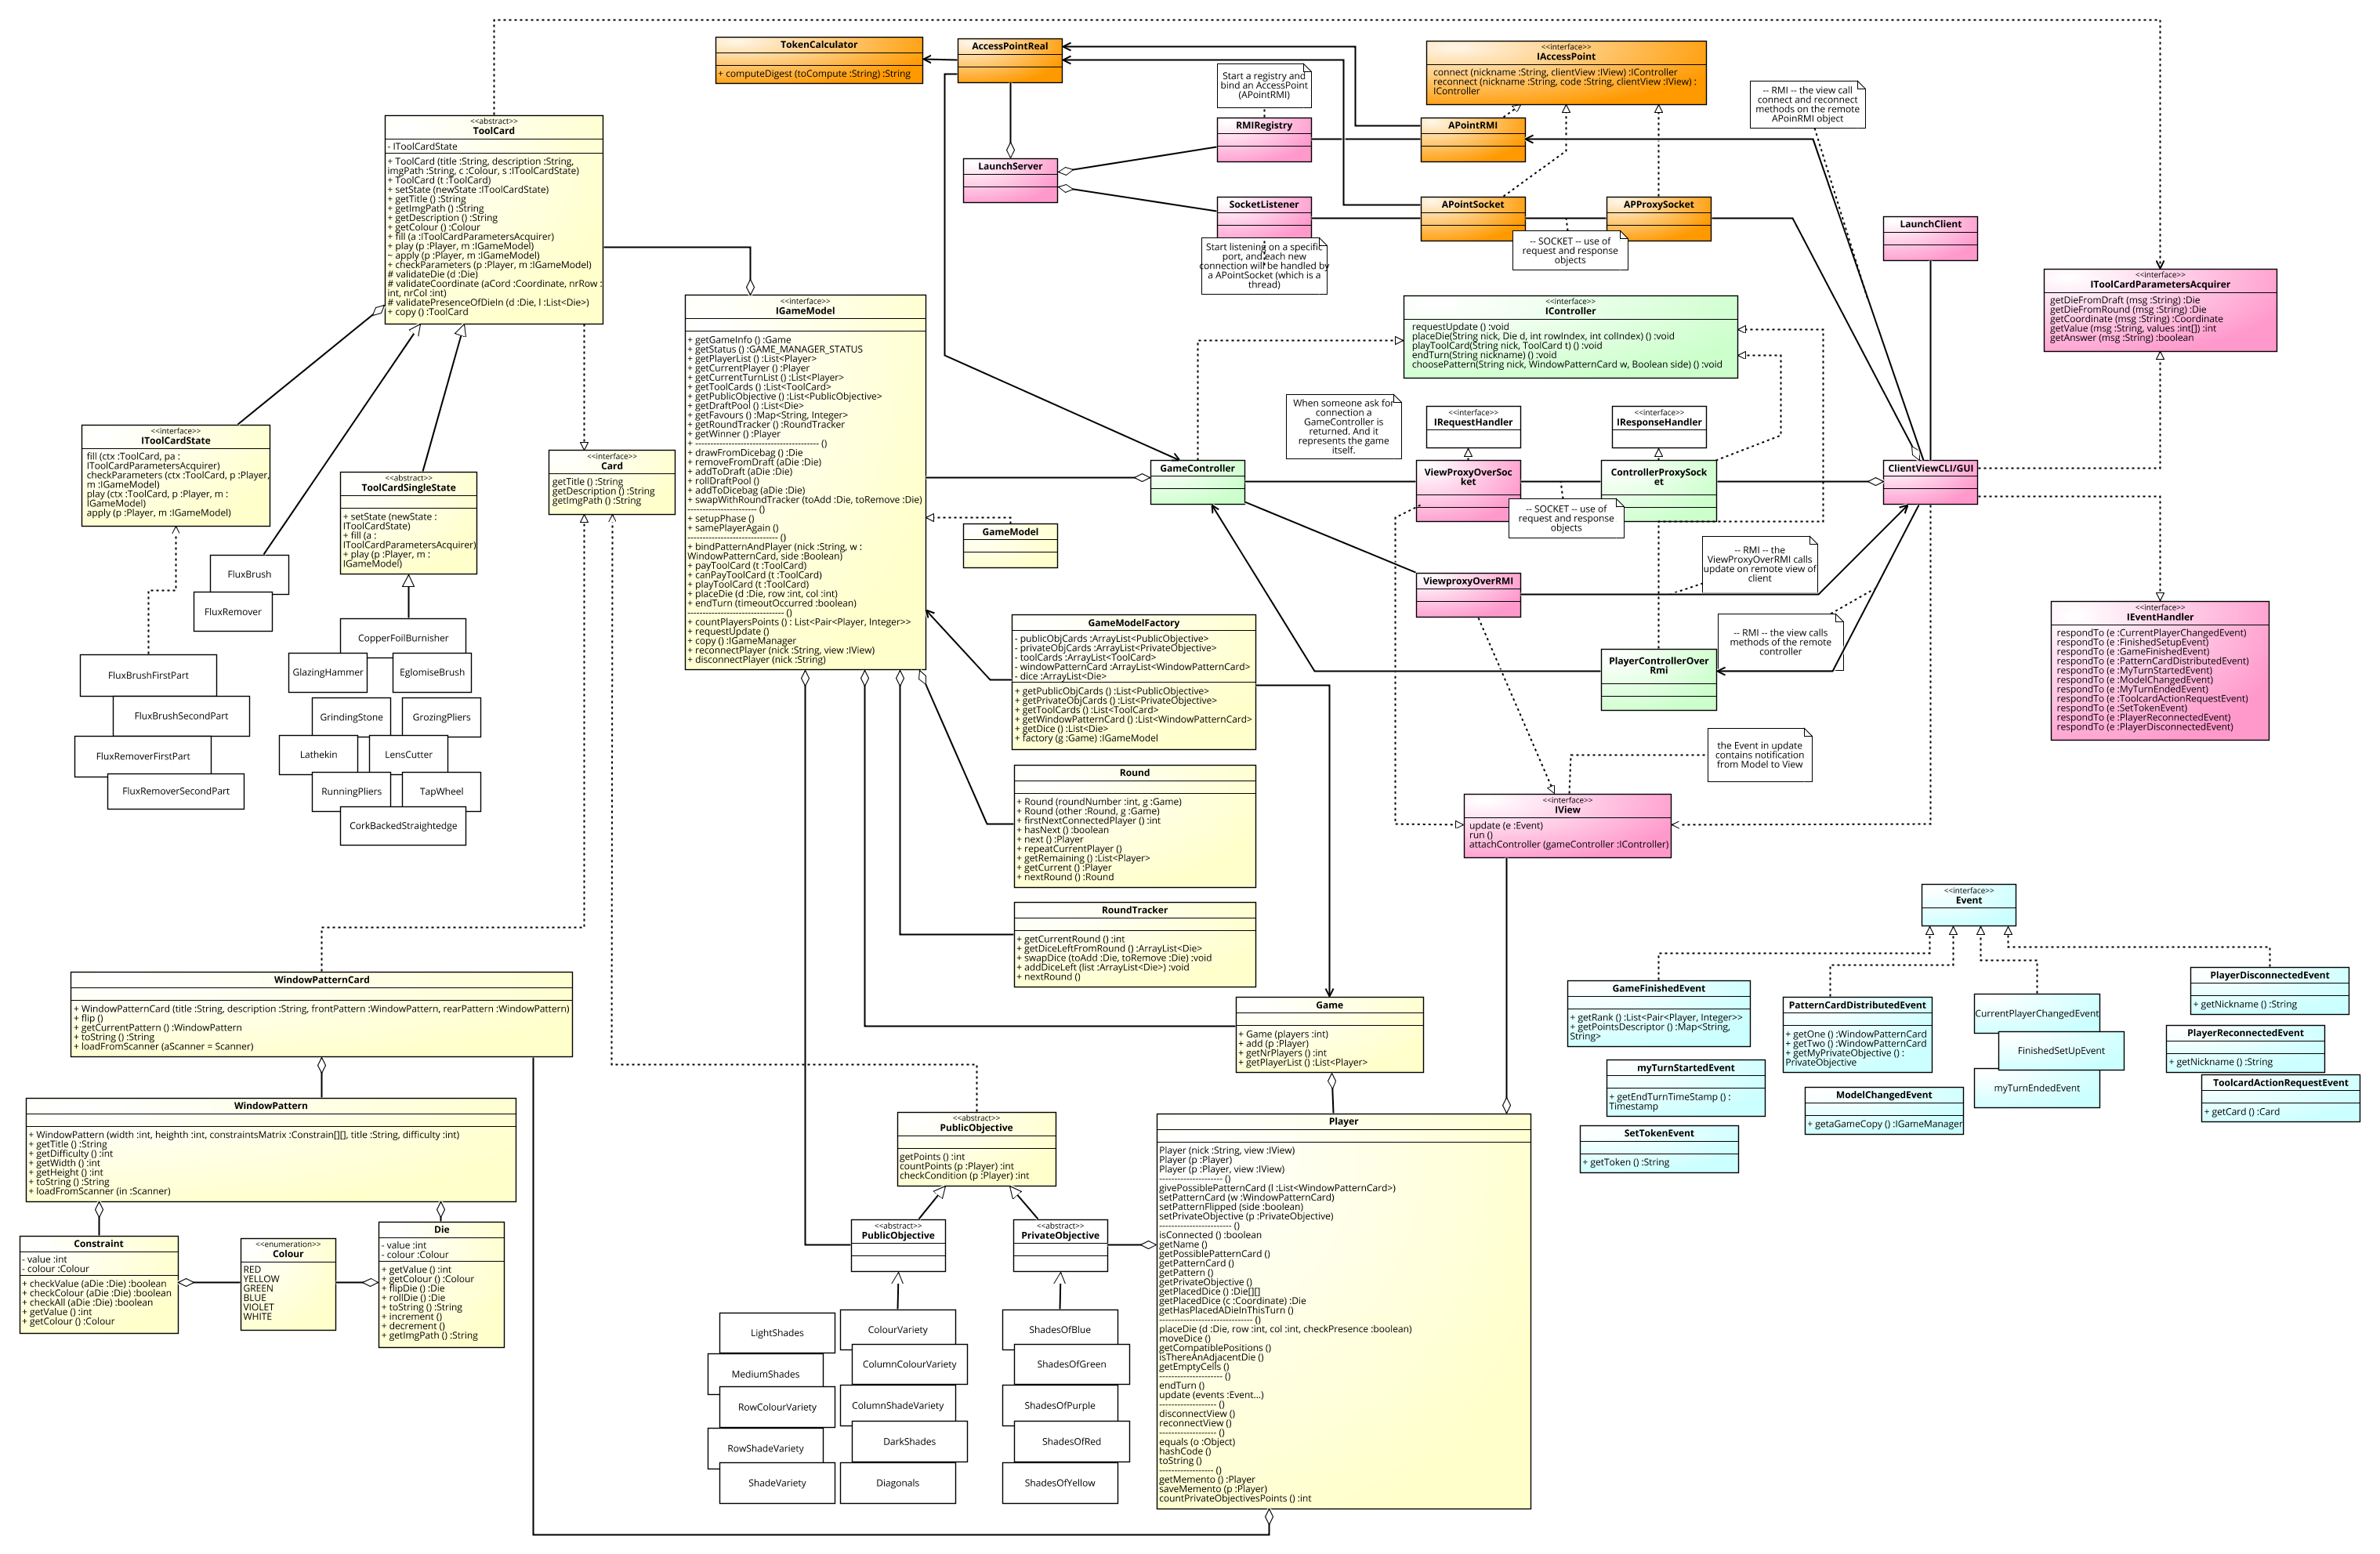 TokenCalculator
+ computeDigest (toCompute :String) :String
AccessPointReal
<<interface>>
IAccessPoint
connect (nickname :String, clientView :IView) :IController
reconnect (nickname :String, code :String, clientView :IView) :
IController
Start a registry and
bind an AccessPoint
(APointRMI)
-- RMI -- the view call
connect and reconnect
methods on the remote
APoinRMI object
RMIRegistry
APointRMI
LaunchServer
SocketListener
APointSocket
APProxySocket
LaunchClient
Start listening on a specific
port, and each new
connection will be handled by
a APointSocket (which is a
thread)
-- SOCKET -- use of
request and response
objects
<<abstract>>
ToolCard
- IToolCardState
+ ToolCard (title :String, description :String,
imgPath :String, c :Colour, s :IToolCardState)
+ ToolCard (t :ToolCard)
+ setState (newState :IToolCardState)
+ getTitle () :String
+ getImgPath () :String
+ getDescription () :String
+ getColour () :Colour
+ fill (a :IToolCardParametersAcquirer)
+ play (p :Player, m :IGameModel)
~ apply (p :Player, m :IGameModel)
+ checkParameters (p :Player, m :IGameModel)
# validateDie (d :Die)
# validateCoordinate (aCord :Coordinate, nrRow :
int, nrCol :int)
# validatePresenceOfDieIn (d :Die, l :List<Die>)
+ copy () :ToolCard
<<interface>>
IToolCardParametersAcquirer
getDieFromDraft (msg :String) :Die
getDieFromRound (msg :String) :Die
getCoordinate (msg :String) :Coordinate
getValue (msg :String, values :int[]) :int
getAnswer (msg :String) :boolean
<<interface>>
IGameModel
+ getGameInfo () :Game
+ getStatus () :GAME_MANAGER_STATUS
+ getPlayerList () :List<Player>
+ getCurrentPlayer () :Player
+ getCurrentTurnList () :List<Player>
+ getToolCards () :List<ToolCard>
+ getPublicObjective () :List<PublicObjective>
+ getDraftPool () :List<Die>
+ getFavours () :Map<String, Integer>
+ getRoundTracker () :RoundTracker
+ getWinner () :Player
+ ----------------------------------------- ()
+ drawFromDicebag () :Die
+ removeFromDraft (aDie :Die)
+ addToDraft (aDie :Die)
+ rollDraftPool ()
+ addToDicebag (aDie :Die)
+ swapWithRoundTracker (toAdd :Die, toRemove :Die)
----------------------- ()
+ setupPhase ()
+ samePlayerAgain ()
------------------------------ ()
+ bindPatternAndPlayer (nick :String, w :
WindowPatternCard, side :Boolean)
+ payToolCard (t :ToolCard)
+ canPayToolCard (t :ToolCard)
+ playToolCard (t :ToolCard)
+ placeDie (d :Die, row :int, col :int)
+ endTurn (timeoutOccurred :boolean)
-------------------------------- ()
+ countPlayersPoints () : List<Pair<Player, Integer>>
+ requestUpdate ()
+ copy () :IGameManager
+ reconnectPlayer (nick :String, view :IView)
+ disconnectPlayer (nick :String)
<<interface>>
IController
requestUpdate () :void
placeDie(String nick, Die d, int rowIndex, int colIndex) () :void
playToolCard(String nick, ToolCard t) () :void
endTurn(String nickname) () :void
choosePattern(String nick, WindowPatternCard w, Boolean side) () :void
When someone ask for
connection a
GameController is
returned. And it
represents the game
itself.
<<interface>>
IRequestHandler
<<interface>>
IResponseHandler
GameController
ViewProxyOverSoc
ket
ControllerProxySock
et
ClientViewCLI/GUI
-- SOCKET -- use of
request and response
objects
<<interface>>
IToolCardState
fill (ctx :ToolCard, pa :
IToolCardParametersAcquirer)
checkParameters (ctx :ToolCard, p :Player,
m :IGameModel)
play (ctx :ToolCard, p :Player, m :
IGameModel)
apply (p :Player, m :IGameModel)
<<abstract>>
ToolCardSingleState
+ setState (newState :
IToolCardState)
+ fill (a :
IToolCardParametersAcquirer)
+ play (p :Player, m :
IGameModel)
<<interface>>
Card
getTitle () :String
getDescription () :String
getImgPath () :String
GameModel
-- RMI -- the
ViewProxyOverRMI calls
update on remote view of
client
ViewproxyOverRMI
FluxBrush
FluxRemover
GameModelFactory
- publicObjCards :ArrayList<PublicObjective>
- privateObjCards :ArrayList<PrivateObjective>
- toolCards :ArrayList<ToolCard>
- windowPatternCard :ArrayList<WindowPatternCard>
- dice :ArrayList<Die>
+ getPublicObjCards () :List<PublicObjective>
+ getPrivateObjCards () :List<PrivateObjective>
+ getToolCards () :List<ToolCard>
+ getWindowPatternCard () :List<WindowPatternCard>
+ getDice () :List<Die>
+ factory (g :Game) :IGameModel
-- RMI -- the view calls
methods of the remote
controller
PlayerControllerOver
Rmi
<<interface>>
IEventHandler
respondTo (e :CurrentPlayerChangedEvent)
respondTo (e :FinishedSetupEvent)
respondTo (e :GameFinishedEvent)
respondTo (e :PatternCardDistributedEvent)
respondTo (e :MyTurnStartedEvent)
respondTo (e :ModelChangedEvent)
respondTo (e :MyTurnEndedEvent)
respondTo (e :ToolcardActionRequestEvent)
respondTo (e :SetTokenEvent)
respondTo (e :PlayerReconnectedEvent)
respondTo (e :PlayerDisconnectedEvent)
FluxBrushFirstPart
FluxBrushSecondPart
FluxRemoverFirstPart
FluxRemoverSecondPart
CopperFoilBurnisher
GlazingHammer
EglomiseBrush
GrindingStone
GrozingPliers
Lathekin
LensCutter
RunningPliers
TapWheel
CorkBackedStraightedge
the Event in update
contains notification
from Model to View
Round
+ Round (roundNumber :int, g :Game)
+ Round (other :Round, g :Game)
+ firstNextConnectedPlayer () :int
+ hasNext () :boolean
+ next () :Player
+ repeatCurrentPlayer ()
+ getRemaining () :List<Player>
+ getCurrent () :Player
+ nextRound () :Round
<<interface>>
IView
update (e :Event)
run ()
attachController (gameController :IController)
RoundTracker
+ getCurrentRound () :int
+ getDiceLeftFromRound () :ArrayList<Die>
+ swapDice (toAdd :Die, toRemove :Die) :void
+ addDiceLeft (list :ArrayList<Die>) :void
+ nextRound ()
<<interface>>
Event
WindowPatternCard
+ WindowPatternCard (title :String, description :String, frontPattern :WindowPattern, rearPattern :WindowPattern)
+ flip ()
+ getCurrentPattern () :WindowPattern
+ toString () :String
+ loadFromScanner (aScanner = Scanner)
Game
+ Game (players :int)
+ add (p :Player)
+ getNrPlayers () :int
+ getPlayerList () :List<Player>
GameFinishedEvent
+ getRank () :List<Pair<Player, Integer>>
+ getPointsDescriptor () :Map<String,
String>
PatternCardDistributedEvent
+ getOne () :WindowPatternCard
+ getTwo () :WindowPatternCard
+ getMyPrivateObjective () :
PrivateObjective
CurrentPlayerChangedEvent
FinishedSetUpEvent
myTurnEndedEvent
PlayerDisconnectedEvent
+ getNickname () :String
PlayerReconnectedEvent
+ getNickname () :String
ToolcardActionRequestEvent
+ getCard () :Card
myTurnStartedEvent
+ getEndTurnTimeStamp () :
Timestamp
ModelChangedEvent
+ getaGameCopy () :IGameManager
SetTokenEvent
+ getToken () :String
WindowPattern
+ WindowPattern (width :int, heighth :int, constraintsMatrix :Constrain[][], title :String, difficulty :int)
+ getTitle () :String
+ getDifficulty () :int
+ getWidth () :int
+ getHeight () :int
+ toString () :String
+ loadFromScanner (in :Scanner)
<<abstract>>
PublicObjective
getPoints () :int
countPoints (p :Player) :int
checkCondition (p :Player) :int
Player
Player (nick :String, view :IView)
Player (p :Player)
Player (p :Player, view :IView)
--------------------- ()
givePossiblePatternCard (l :List<WindowPatternCard>)
setPatternCard (w :WindowPatternCard)
setPatternFlipped (side :boolean)
setPrivateObjective (p :PrivateObjective)
------------------------ ()
isConnected () :boolean
getName ()
getPossiblePatternCard ()
getPatternCard ()
getPattern ()
getPrivateObjective ()
getPlacedDice () :Die[][]
getPlacedDice (c :Coordinate) :Die
getHasPlacedADieInThisTurn ()
------------------------------- ()
placeDie (d :Die, row :int, col :int, checkPresence :boolean)
moveDice ()
getCompatiblePositions ()
isThereAnAdjacentDie ()
getEmptyCells ()
--------------------- ()
endTurn ()
update (events :Event...)
------------------- ()
disconnectView ()
reconnectView ()
------------------- ()
equals (o :Object)
hashCode ()
toString ()
------------------ ()
getMemento () :Player
saveMemento (p :Player)
countPrivateObjectivesPoints () :int
Constraint
- value :int
- colour :Colour
+ checkValue (aDie :Die) :boolean
+ checkColour (aDie :Die) :boolean
+ checkAll (aDie :Die) :boolean
+ getValue () :int
+ getColour () :Colour
<<enumeration>>
Colour
RED
YELLOW
GREEN
BLUE
VIOLET
WHITE
Die
- value :int
- colour :Colour
+ getValue () :int
+ getColour () :Colour
+ flipDie () :Die
+ rollDie () :Die
+ toString () :String
+ increment ()
+ decrement ()
+ getImgPath () :String
<<abstract>>
PublicObjective
<<abstract>>
PrivateObjective
LightShades
MediumShades
RowColourVariety
RowShadeVariety
ShadeVariety
ColourVariety
ColumnColourVariety
ColumnShadeVariety
DarkShades
Diagonals
ShadesOfBlue
ShadesOfGreen
ShadesOfPurple
ShadesOfRed
ShadesOfYellow